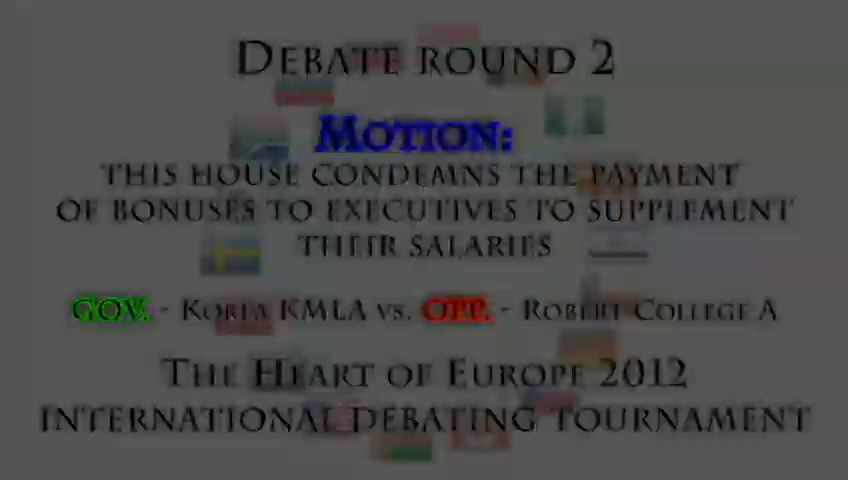 DEBATE ROUND 2
MOTION:
THIS HOUSE CONDEMNS THE PAYMENT
OF BONUSES TO EXECUTIVES TO SUPPLEMENT
THEIR SALARIES
GOV. - KOREA KMLA VS. OPP. - ROBERT COLLEGE A
THE HEART OF EUROPE 2012
INTERNATIONAL DEBATING TOURNAMENT